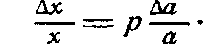 Δx/x = p Δa/a.